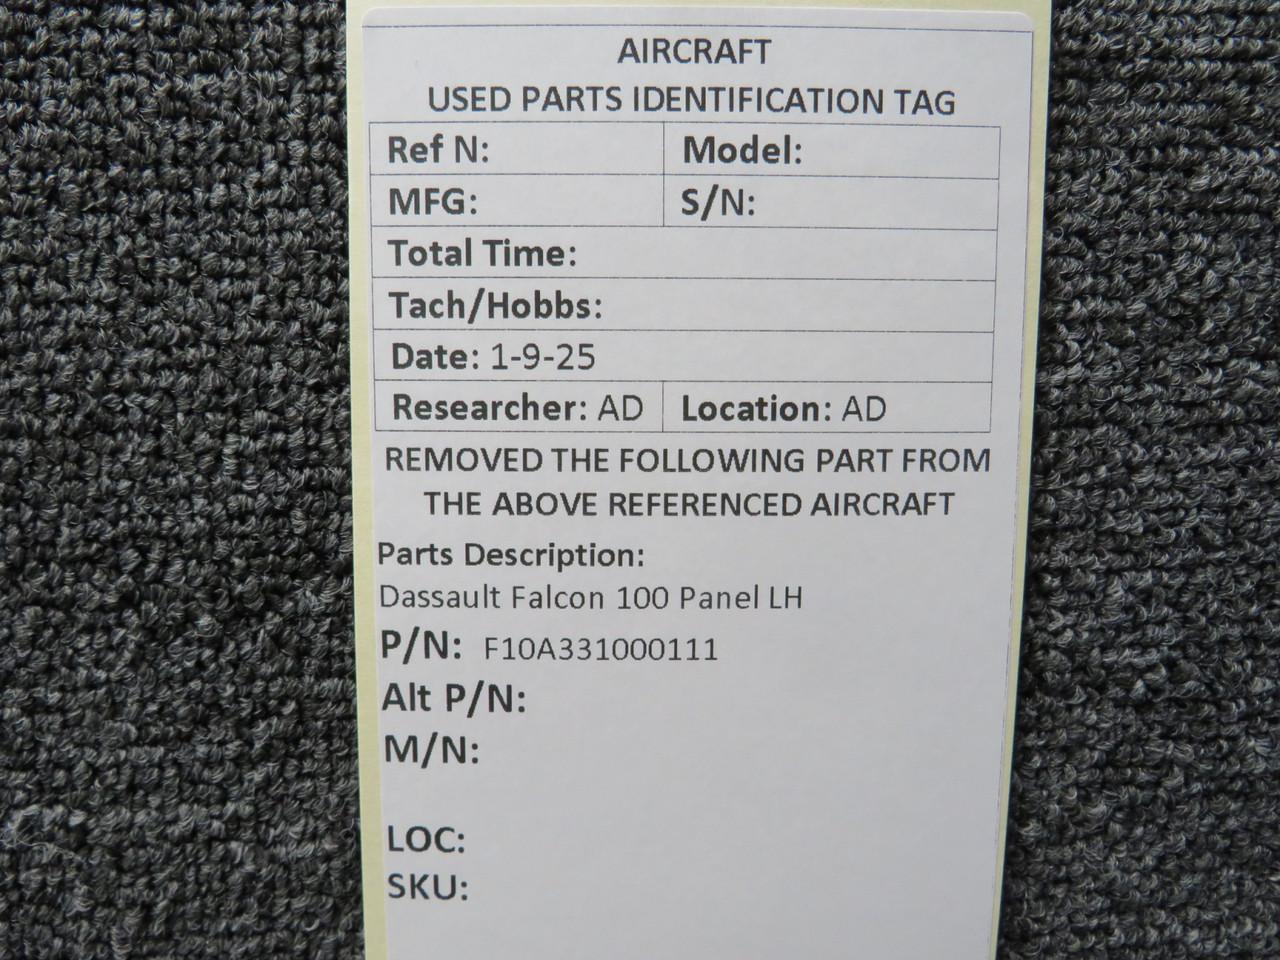 AIRCRAFT
USED PARTS IDENTIFICATION TAG
Ref N: Model:
MFG: S/N:
Total Time:
Tach/Hobbs:
Date: 1-9-25
Researcher: AD Location: AD
REMOVED THE FOLLOWING PART FROM
THE ABOVE REFERENCED AIRCRAFT
Parts Description:
Dassault Falcon 100 Panel LH
P/N: F10A331000111
Alt P/N:
M/N:
LOC:
SKU: